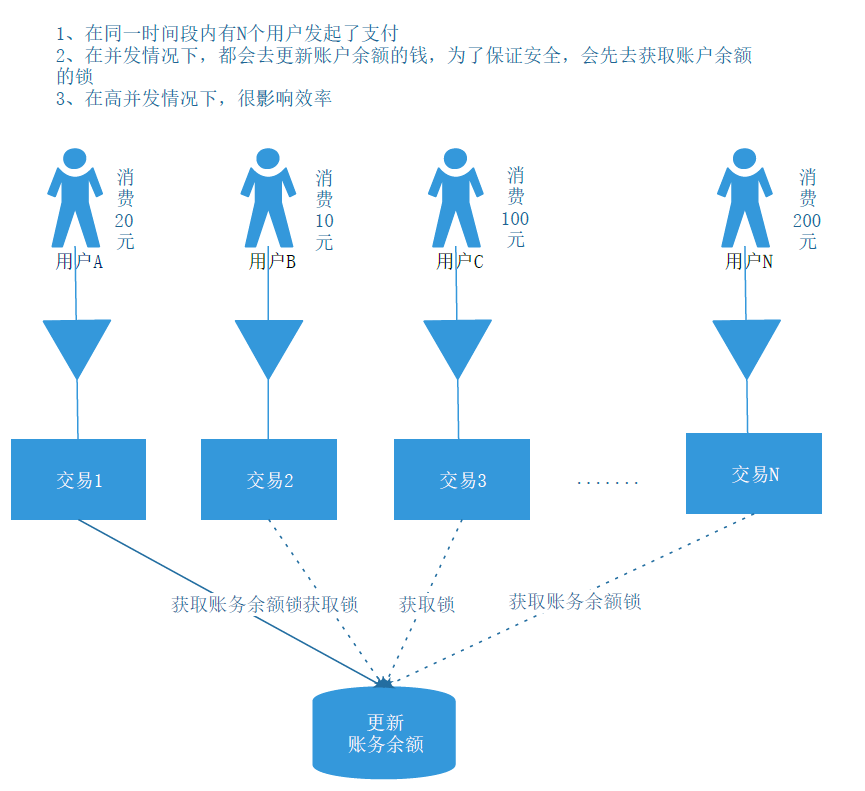 1、在同一时间段内有N个用户发起了支付
2、在并发情况下，都会去更新账户余额的钱，为了保证安全，会先去获取账户余额
的锁
3、在高并发情况下，很影响效率
消
费
20
元
消
费
10
元
消
费
100
元
消
费
200
元
用户A
用户B
用户C
用户N
交易1
交易2
交易3
.......
交易N
获取账务余额锁
获取锁
获取锁
获取账务余额锁
更新
账务余额